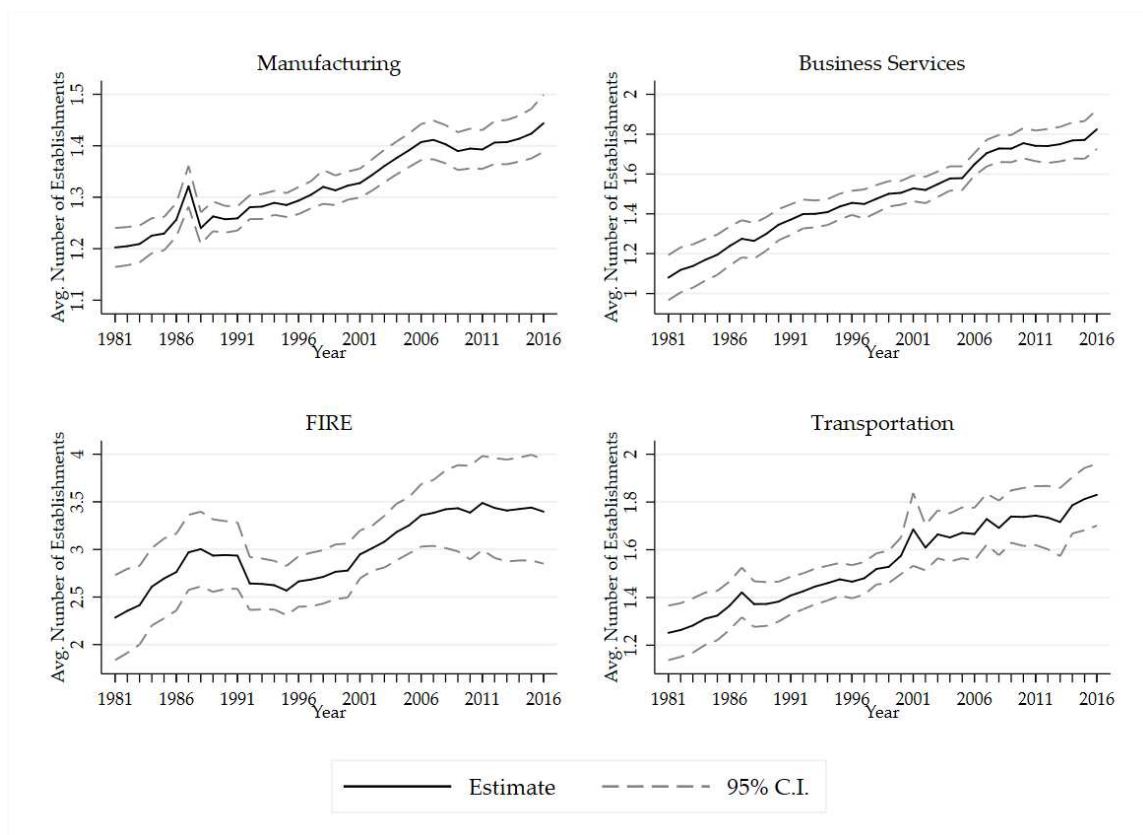 Manufacturing
Avg. Number of Establishments
1.1 1.2 1.3 1.4 1.5
1981 1986 1991 1996 2001 2006 2011 2016
Year
Business Services
Avg. Number of Establishments
1 1.2 1.4 1.6 1.8 2
1981 1986 1991 1996 2001 2006 2011 2016
Year
FIRE
Avg. Number of Establishments
2 2.5 3 3.5 4
1981 1986 1991 1996 2001 2006 2011 2016
Year
Transportation
Avg. Number of Establishments
1.2 1.4 1.6 1.8 2
1981 1986 1991 1996 2001 2006 2011 2016
Year
Estimate 95% C.I.